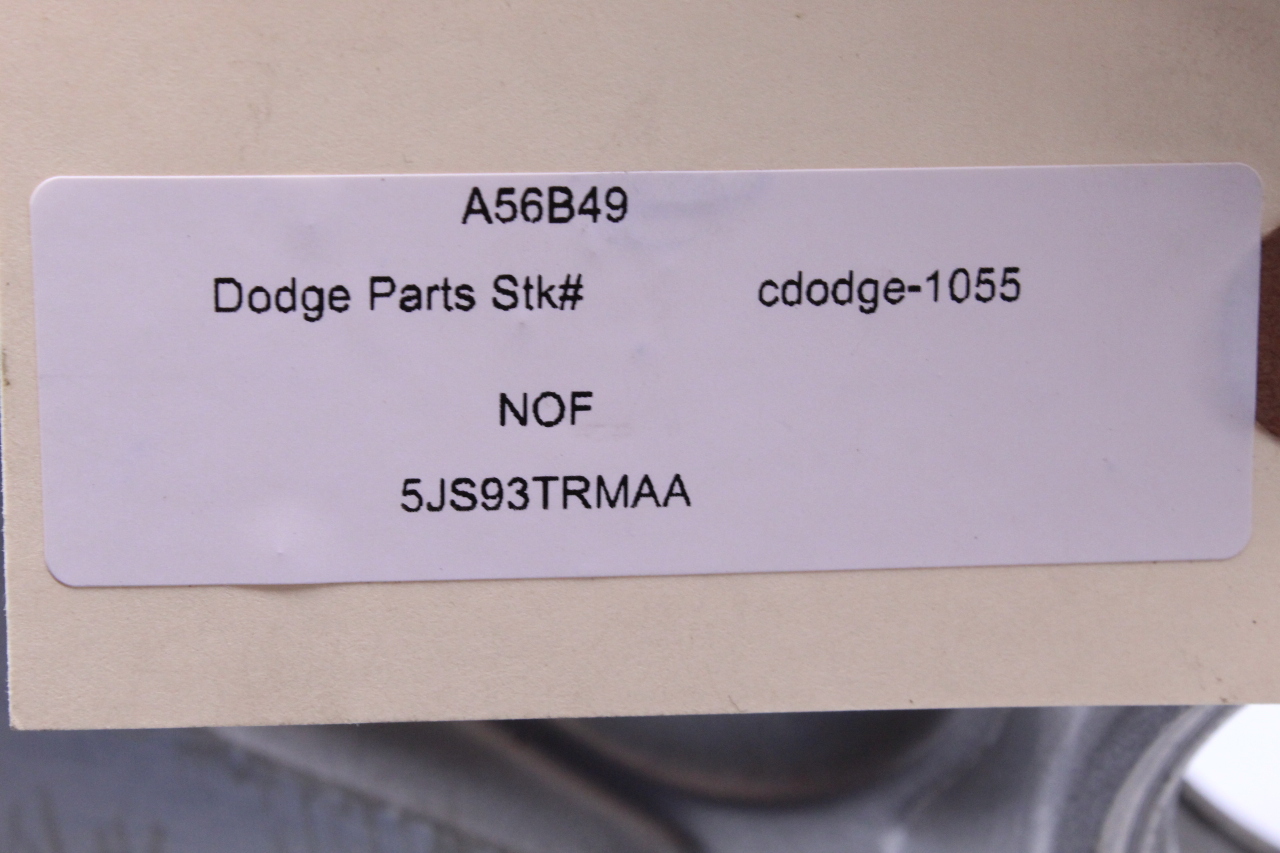 A56B49
Dodge Parts Stk# cdodge-1055
NOF
5JS93TRMAA